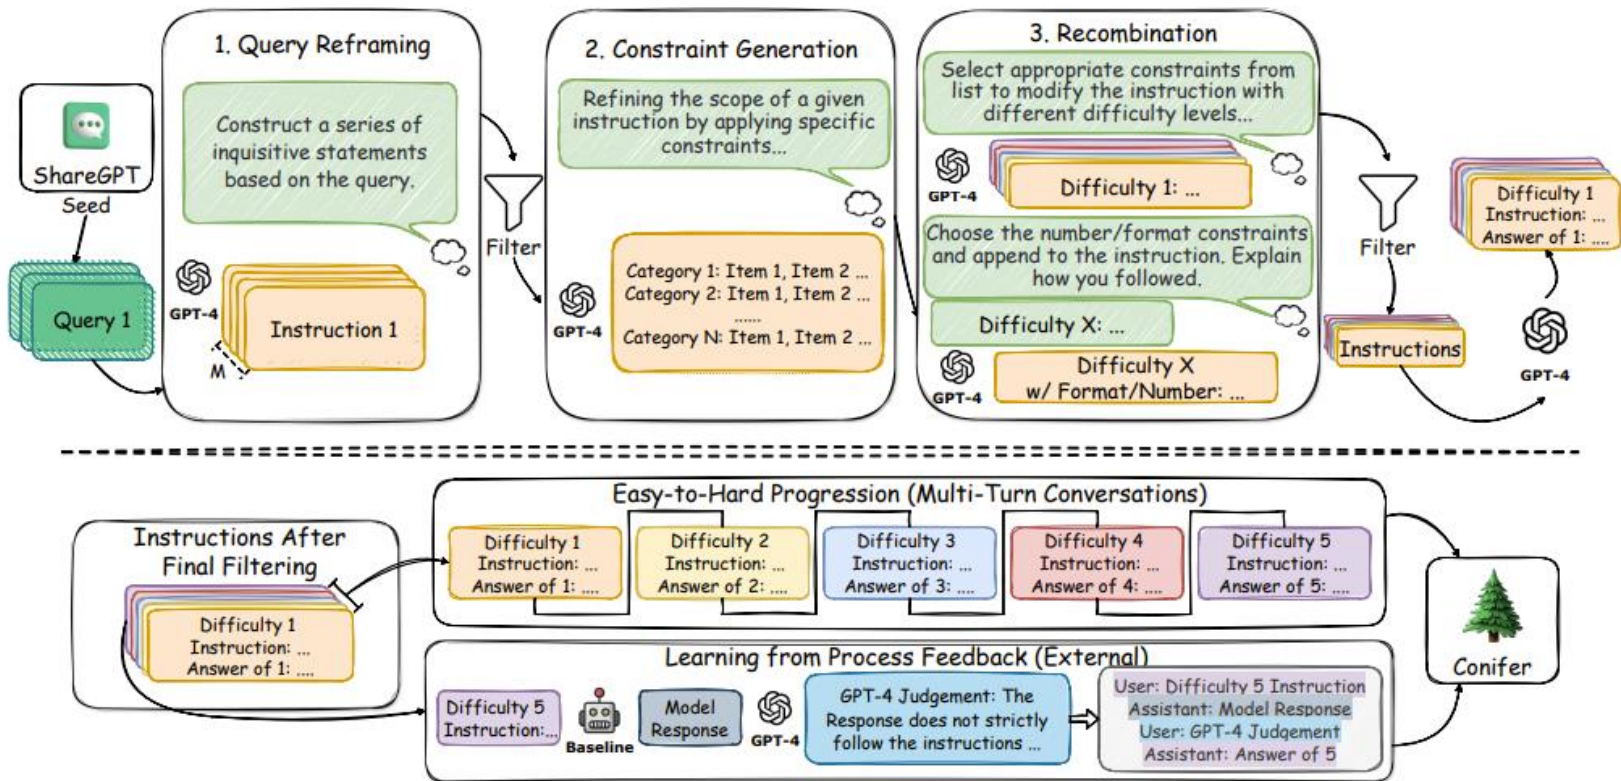 1. Query Reframing
2. Constraint Generation
3. Recombination
ShareGPT
Seed
Query 1
Construct a series of
inquisitive statements
based on the query.
GPT-4
Instruction 1
M
Filter
Refining the scope of a given
instruction by applying specific
constraints...
GPT-4
Category 1: Item 1, Item 2 ...
Category 2: Item 1, Item 2 ...
......
Category N: Item 1, Item 2 ...
Select appropriate constraints from
list to modify the instruction with
different difficulty levels...
GPT-4
Difficulty 1: ...
Choose the number/format constraints
and append to the instruction. Explain
how you followed.
Difficulty X: ...
GPT-4
Difficulty X
w/ Format/Number: ...
Filter
Instructions
GPT-4
Difficulty 1
Instruction: ...
Answer of 1: ....
Instructions After
Final Filtering
Difficulty 1
Instruction: ...
Answer of 1: ....
Easy-to-Hard Progression (Multi-Turn Conversations)
Difficulty 1
Instruction: ...
Answer of 1: ....
Difficulty 2
Instruction: ...
Answer of 2: ....
Difficulty 3
Instruction: ...
Answer of 3: ....
Difficulty 4
Instruction: ...
Answer of 4: ....
Difficulty 5
Instruction: ...
Answer of 5: ....
Learning from Process Feedback (External)
Difficulty 5
Instruction:...
Baseline
Model
Response
GPT-4
GPT-4 Judgement: The
Response does not strictly
follow the instructions ...
User: Difficulty 5 Instruction
Assistant: Model Response
User: GPT-4 Judgement
Assistant: Answer of 5
Conifer